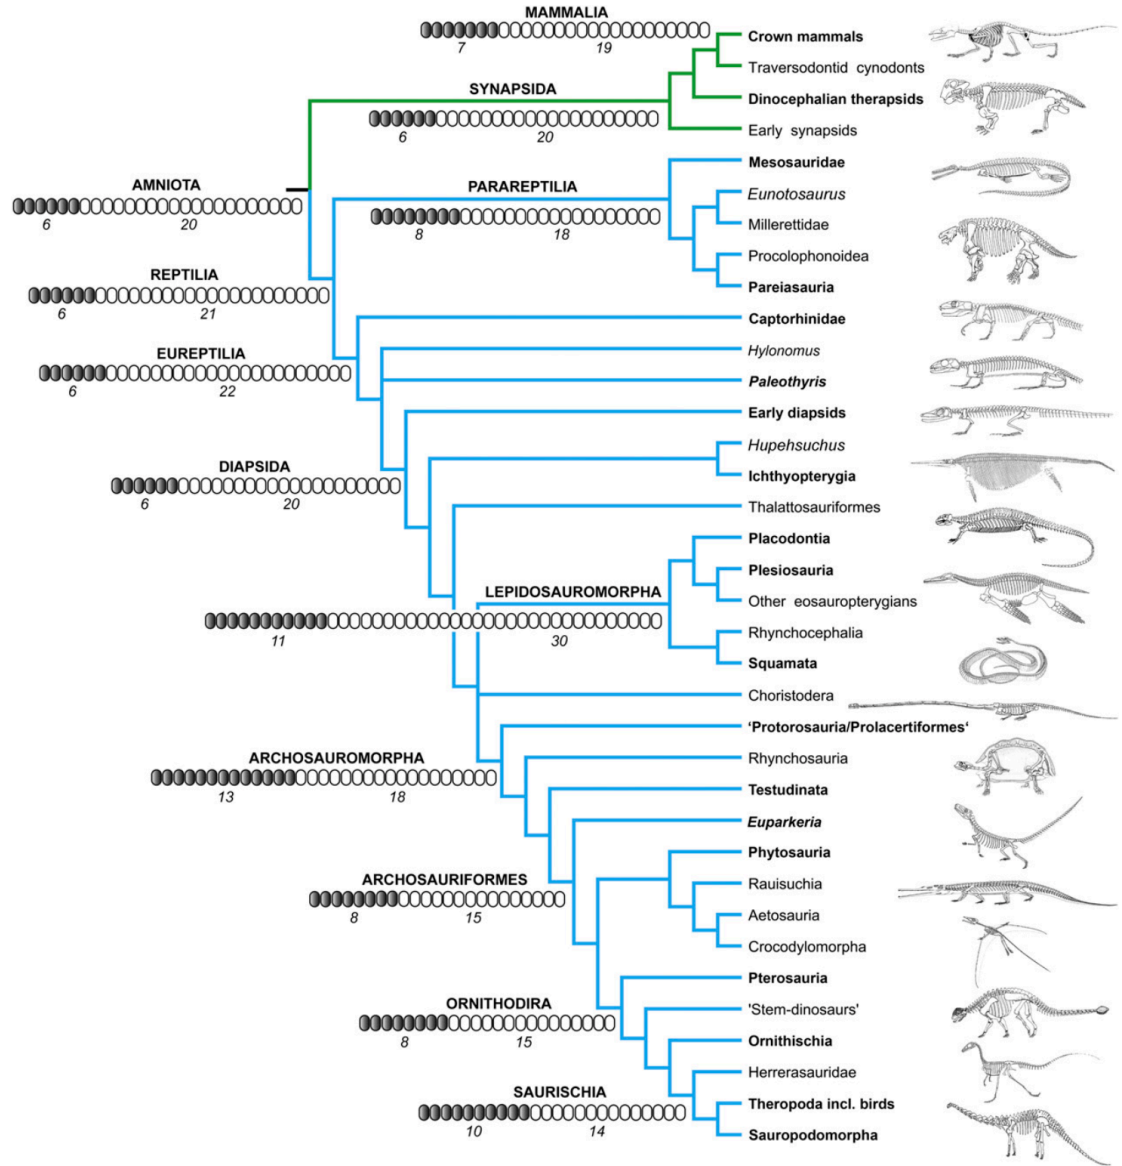 MAMMALIA
7 19
Crown mammals
Traversodontid cynodonts
SYNAPSIDA
6 20
Dinocephalian therapsids
Early synapsids
Mesosauridae
AMNIOTA
6 20
PARAREPTILIA
8 18
Eunotosaurus
Millerettidae
Procolophonoidea
REPTILIA
6 21
Pareiasauria
Captorhinidae
EUREPTILIA
6 22
Hylonomus
Paleothyris
Early diapsids
Hupehsuchus
DIAPSIDA
6 20
Ichthyopterygia
Thalattosauriformes
Placodontia
Plesiosauria
LEPIDOSAUROMORPHA
11 30
Other eosauropterygians
Rhynchocephalia
Squamata
Choristodera
‘Protorosauria/Prolacertiformes‘
ARCHOSAUROMORPHA
13 18
Rhynchosauria
Testudinata
Euparkeria
Phytosauria
ARCHOSAURIFORMES
8 15
Rauisuchia
Aetosauria
Crocodylomorpha
Pterosauria
ORNITHODIRA
8 15
'Stem-dinosaurs'
Ornithischia
Herrerasauridae
SAURISCHIA
10 14
Theropoda incl. birds
Sauropodomorpha